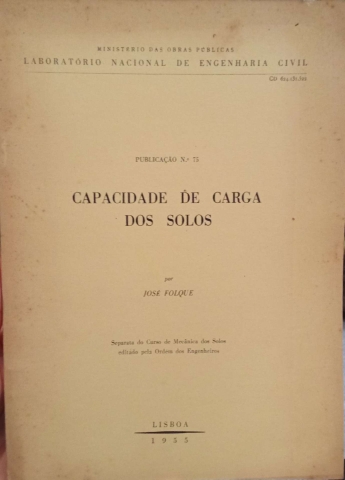 MINISTÉRIO DAS OBRAS PÚBLICAS
LABORATÓRIO NACIONAL DE ENGENHARIA CIVIL
PUBLICAÇÃO N.º 75
CAPACIDADE DE CARGA
DOS SOLOS
por
JOSÉ FOLQUE
Separata do Curso de Mecânica dos Solos
editado pela Ordem dos Engenheiros
LISBOA
1955